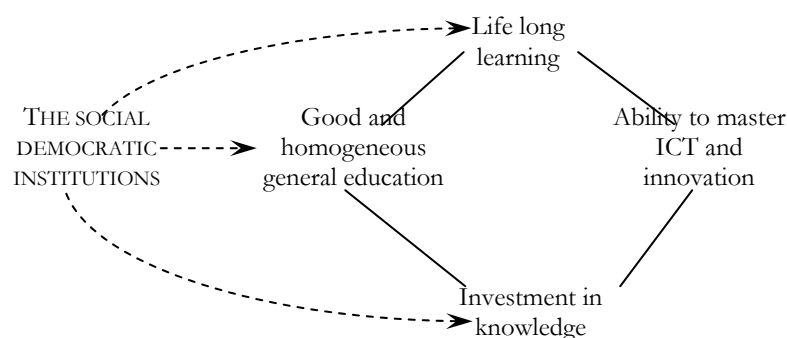 Life long
learning
THE SOCIAL
DEMOCRATIC
INSTITUTIONS
Good and
homogeneous
general education
Ability to master
ICT and
innovation
Investment in
knowledge